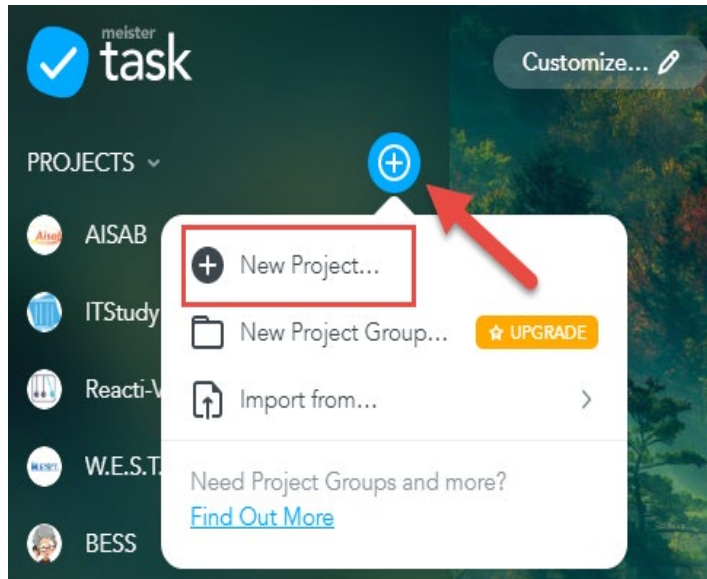 meister
task
Customize...
PROJECTS
AISAB
New Project...
ITStudy
New Project Group...
UPGRADE
Reacti-V
Import from...
W.E.S.T.
Need Project Groups and more?
Find Out More
BESS